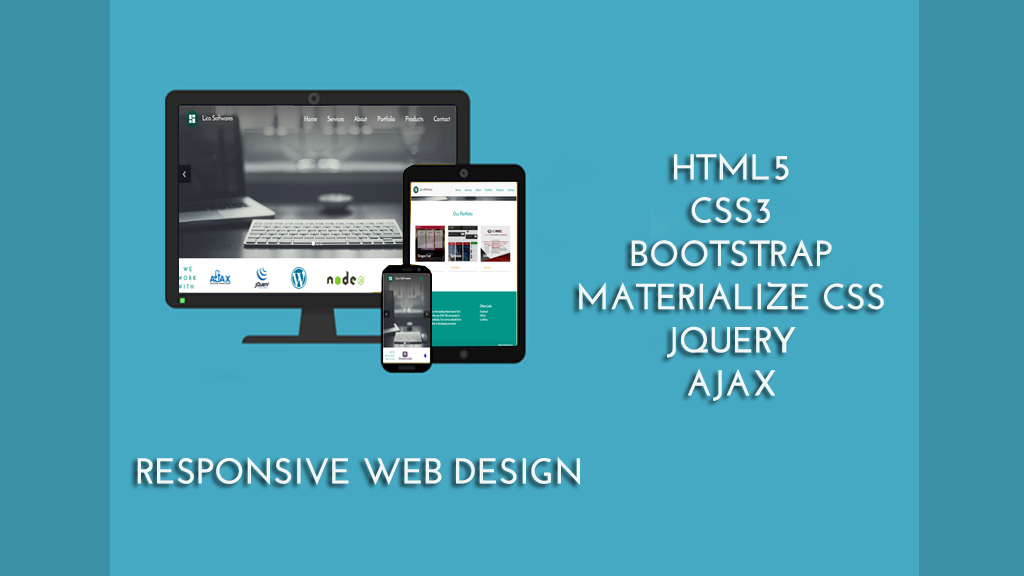 Lica Softwares
Home Services About Portfolio Products Contact
WE
WORK
WITH
AJAX
jQuery
W
node
Our Portfolio
HTML5
CSS3
BOOTSTRAP
MATERIALIZE CSS
JQUERY
AJAX
RESPONSIVE WEB DESIGN